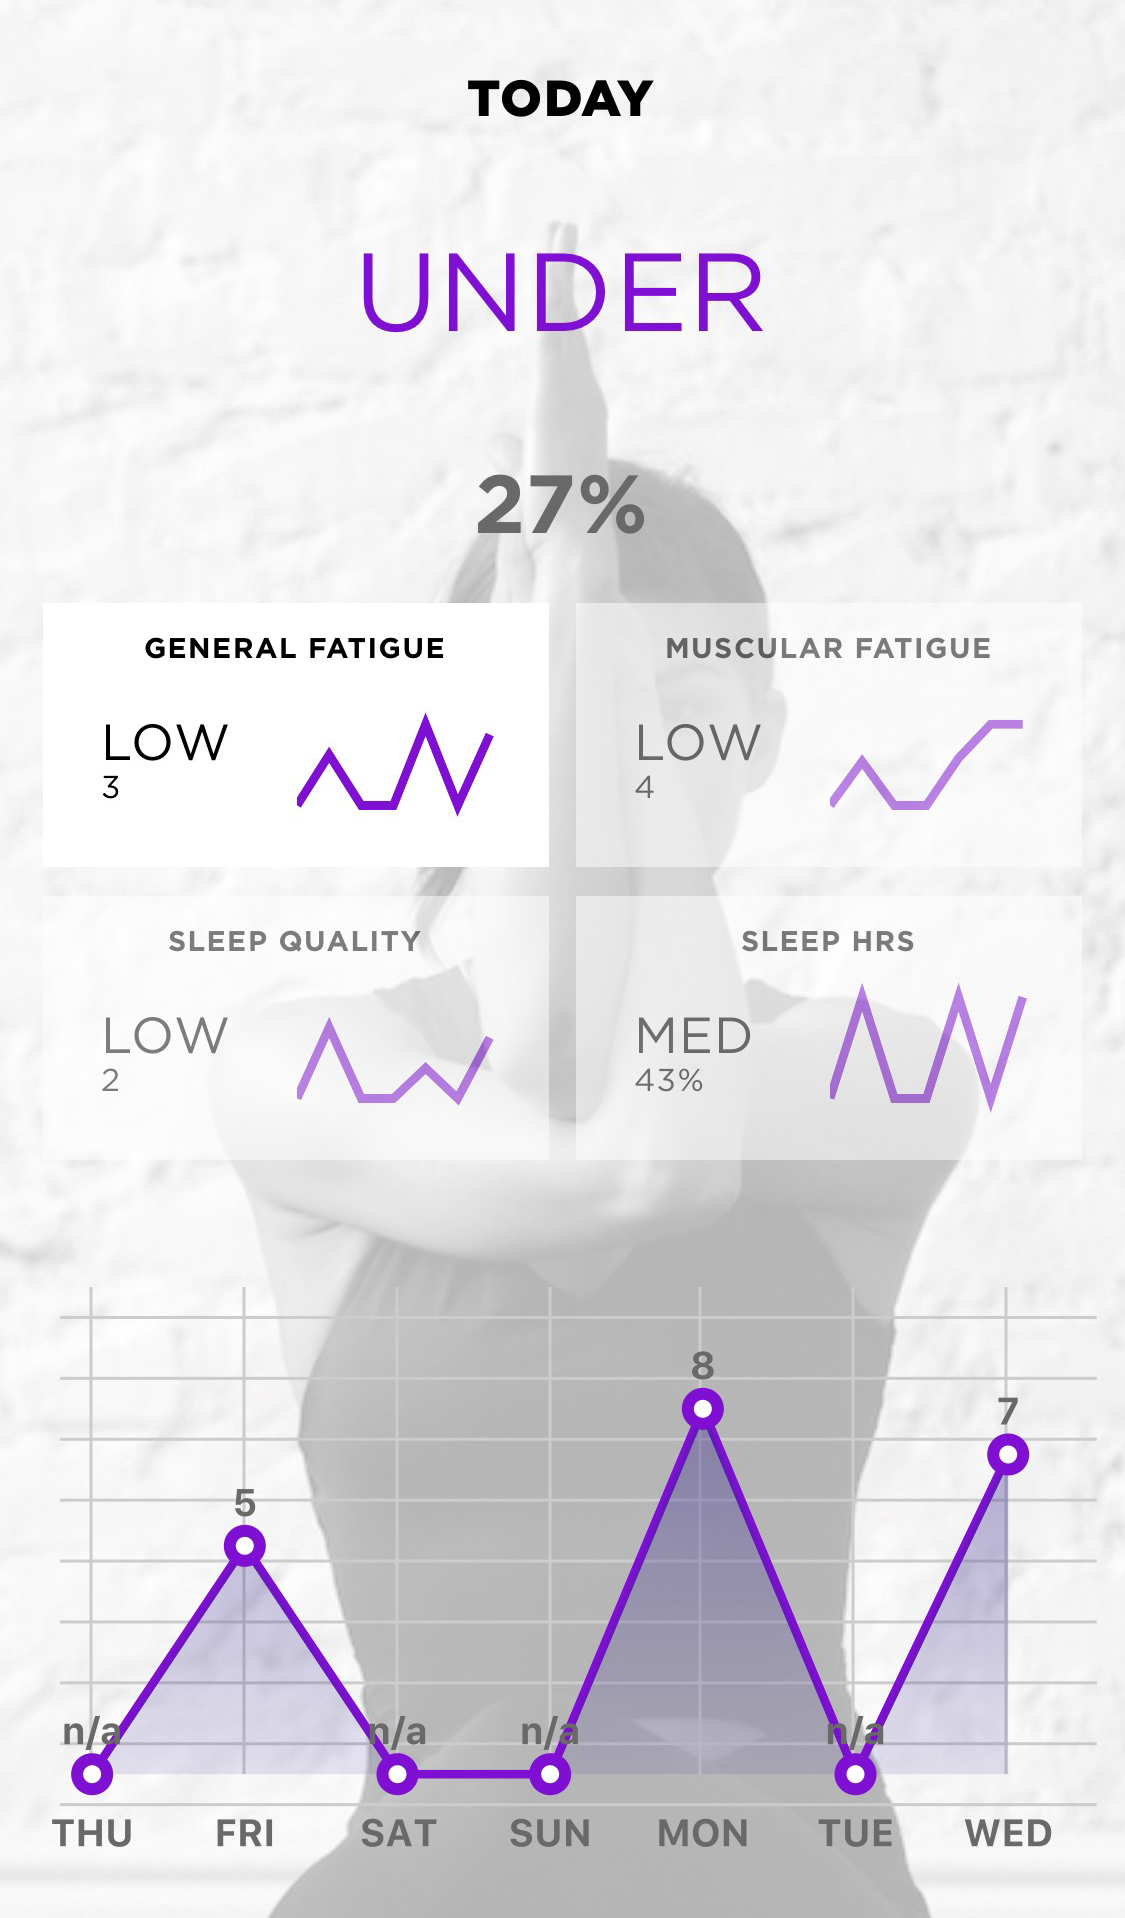 TODAY
UNDER
27%
GENERAL FATIGUE
LOW
3
MUSCULAR FATIGUE
LOW
4
SLEEP QUALITY
LOW
2
SLEEP HRS
MED
43%
8
7
5
n/a n/a n/a n/a
THU FRI SAT SUN MON TUE WED